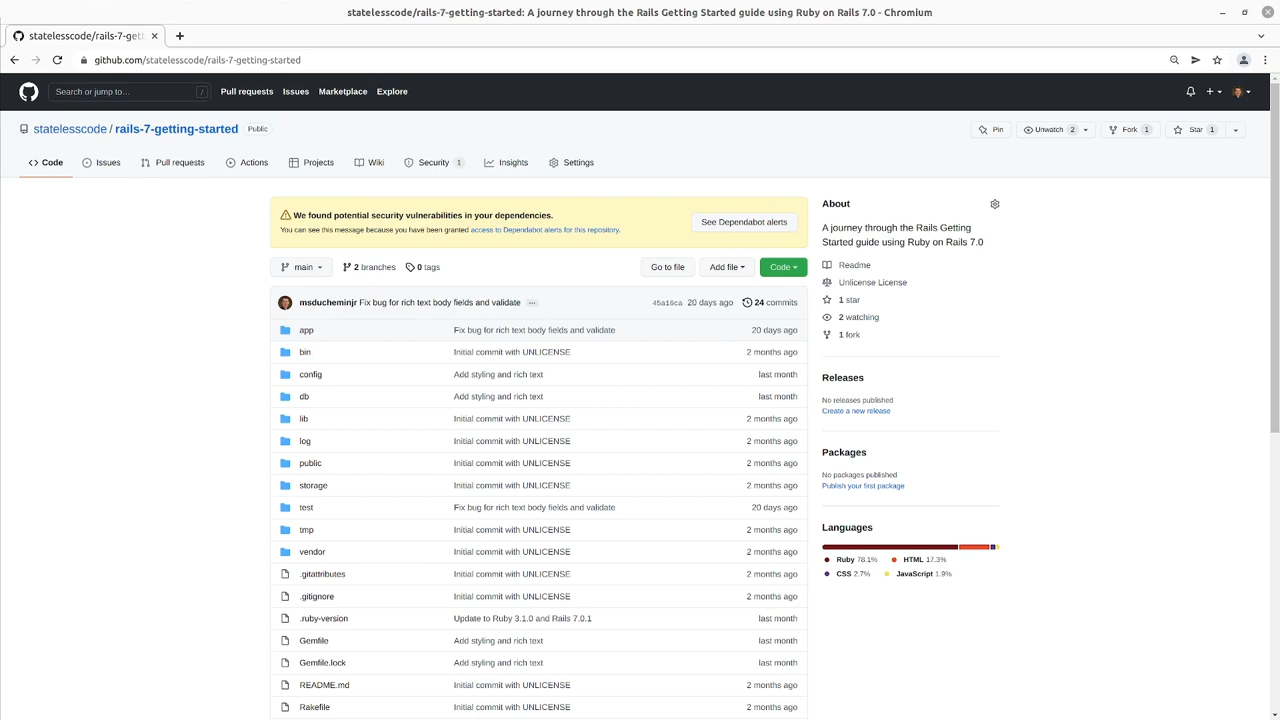 statelesscode/rails-7-getting-started: A journey through the Rails Getting Started guide using Ruby on Rails 7.0 - Chromium
statelesscode/rails-7-gett
github.com/statelesscode/rails-7-getting-started
Search or jump to… / Pull requests Issues Marketplace Explore
statelesscode / rails-7-getting-started Public Pin Unwatch 2 Fork 1 Star 1
Code Issues Pull requests Actions Projects Wiki Security 1 Insights Settings
We found potential security vulnerabilities in your dependencies.
You can see this message because you have been granted access to Dependabot alerts for this repository.
See Dependabot alerts
main 2 branches 0 tags Go to file Add file Code
msducheminjr Fix bug for rich text body fields and validate ... 45a16ca 20 days ago 24 commits
app Fix bug for rich text body fields and validate 20 days ago
bin Initial commit with UNLICENSE 2 months ago
config Add styling and rich text last month
db Add styling and rich text last month
lib Initial commit with UNLICENSE 2 months ago
log Initial commit with UNLICENSE 2 months ago
public Initial commit with UNLICENSE 2 months ago
storage Initial commit with UNLICENSE 2 months ago
test Fix bug for rich text body fields and validate 20 days ago
tmp Initial commit with UNLICENSE 2 months ago
vendor Initial commit with UNLICENSE 2 months ago
.gitattributes Initial commit with UNLICENSE 2 months ago
.gitignore Initial commit with UNLICENSE 2 months ago
.ruby-version Update to Ruby 3.1.0 and Rails 7.0.1 last month
Gemfile Add styling and rich text last month
Gemfile.lock Add styling and rich text last month
README.md Initial commit with UNLICENSE 2 months ago
Rakefile Initial commit with UNLICENSE 2 months ago
About
A journey through the Rails Getting
Started guide using Ruby on Rails 7.0
Readme
Unlicense License
1 star
2 watching
1 fork
Releases
No releases published
Create a new release
Packages
No packages published
Publish your first package
Languages
Ruby 78.1% HTML 17.3%
CSS 2.7% JavaScript 1.9%